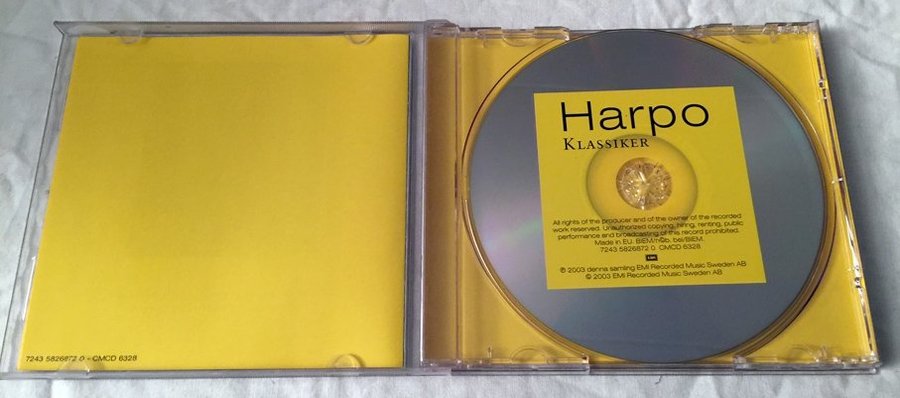 7243 5826872 0 - CMCD 6328
Harpo
KLASSIKER
All rights of the producer and of the owner of the recorded
work reserved. Unauthorized copying, hiring, renting, public
performance and broadcasting of this record prohibited.
Made in EU. BIEM/n©b. bel/BIEM.
7243 5826872 0 CMCD 6328
EMI
℗ 2003 denna samling EMI Recorded Music Sweden AB
© 2003 EMI Recorded Music Sweden AB